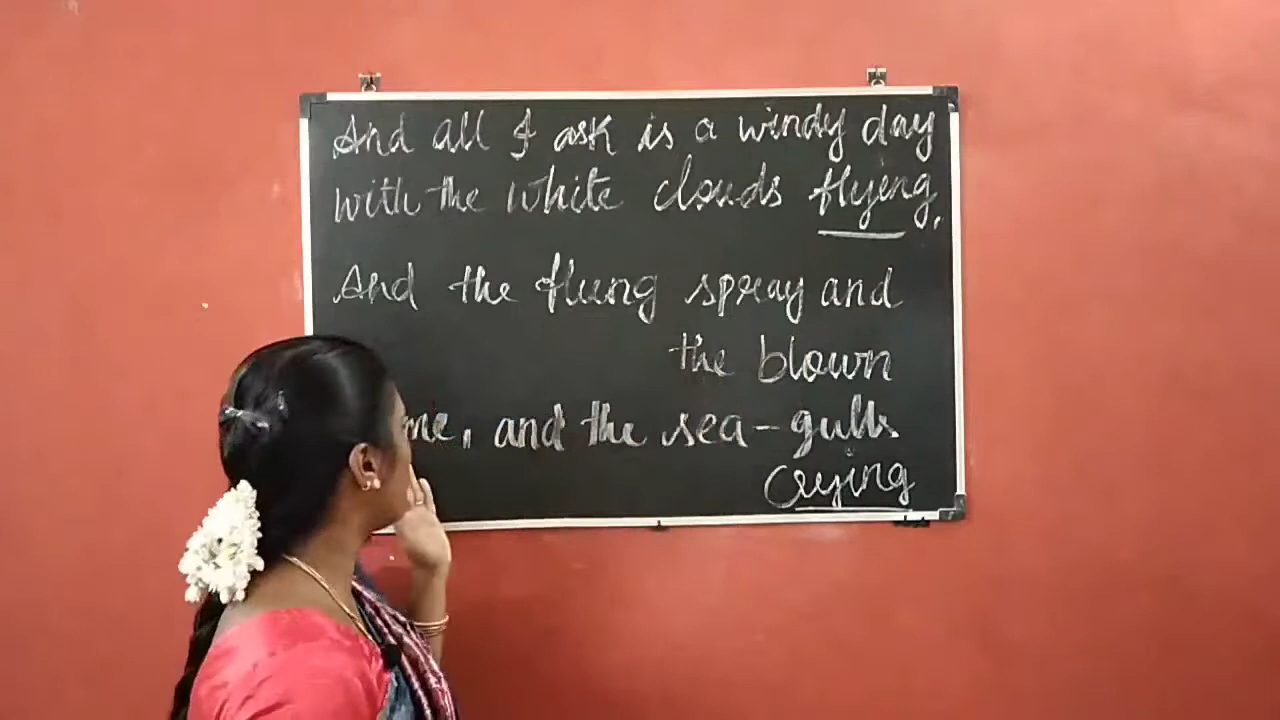 And all I ask is a windy day
with the white clouds flying,
And the flung spray and
the blown
me, and the sea-gulls
Crying